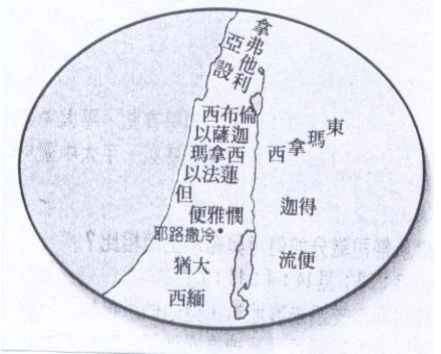 拿弗他利
亞設
西布倫
以薩迦
瑪拿西
以法蓮
但
便雅憫
耶路撒冷
猶大
西緬
東瑪拿西
迦得
流便